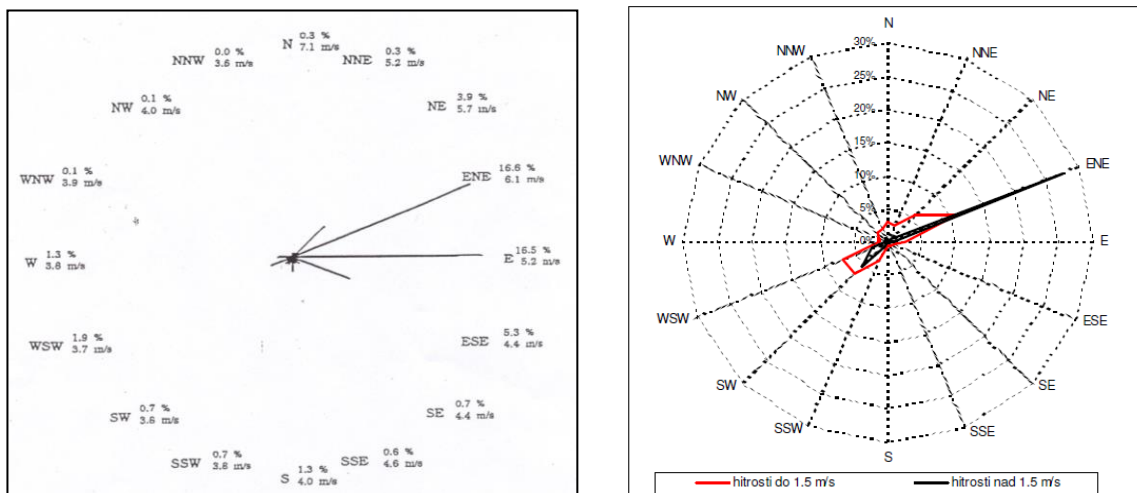 N 0.3 %
7.1 m/s
NNE 0.3 %
5.2 m/s
NE 3.9 %
5.7 m/s
ENE 16.6 %
6.1 m/s
E 16.5 %
5.2 m/s
ESE 5.3 %
4.4 m/s
SE 0.7 %
4.4 m/s
SSE 0.6 %
4.6 m/s
S 1.3 %
4.0 m/s
SSW 0.7 %
3.8 m/s
SW 0.7 %
3.8 m/s
WSW 1.9 %
3.7 m/s
W 1.3 %
3.8 m/s
WNW 0.1 %
3.9 m/s
NW 0.1 %
4.0 m/s
NNW 0.0 %
3.6 m/s
N
NNE
NE
ENE
E
ESE
SE
SSE
S
SSW
SW
WSW
W
WNW
NW
NNW
30%
25%
20%
15%
10%
5%
0%
hitrosti do 1.5 m/s
hitrosti nad 1.5 m/s